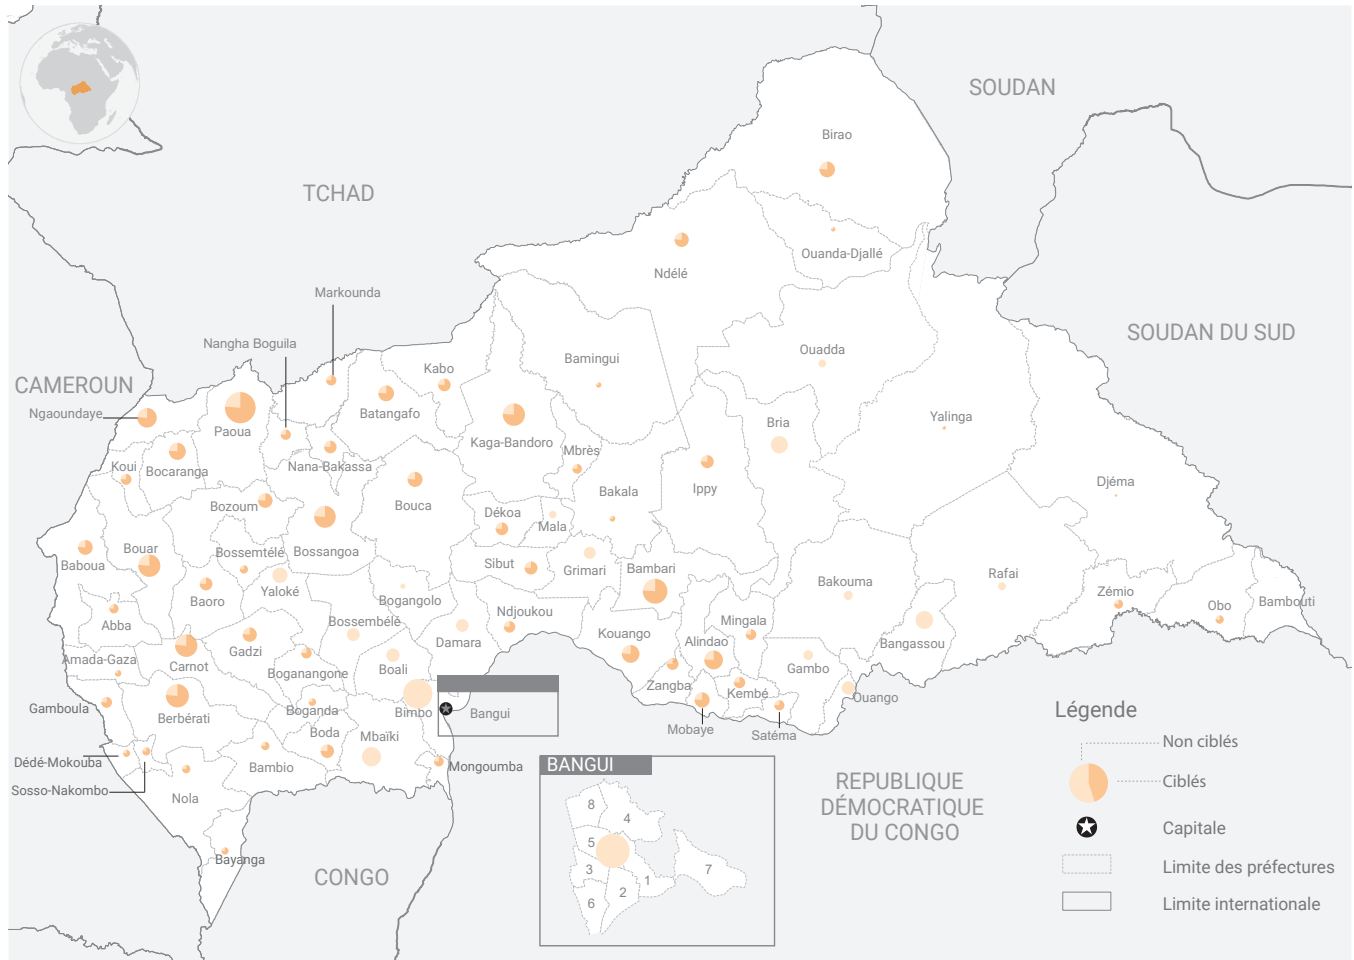 SOUDAN
Birao
TCHAD
Ouanda-Djallé
Ndélé
Markounda
SOUDAN DU SUD
Nangha Boguila
Ouadda
Bamingui
Kabo
CAMEROUN
Ngaoundaye
Batangafo
Paoua
Kaga-Bandoro
Bria
Yalinga
Mbrès
Koui
Bocaranga
Nana-Bakassa
Ippy
Bakala
Djéma
Bozoum
Bouca
Dékoa
Mala
Bouar
Bossemtélé
Bossangoa
Baboua
Sibut
Grimari
Bambari
Rafai
Bakouma
Yaloké
Baoro
Bogangolo
Zémio
Obo
Bambouti
Abba
Bossembélé
Ndjoukou
Mingala
Damara
Kouango
Alindao
Bangassou
Gadzi
Amada-Gaza
Carnot
Boganangone
Boali
Gambo
Zangba
Kembé
Ouango
Gamboula
Berbérati
Boganda
Bimbo
Bangui
Mobaye
Satéma
Boda
Mbaïki
Dédé-Mokouba
Bambio
Mongoumba
Sosso-Nakombo
Nola
Bayanga
CONGO
BANGUI
8
4
5
3
1
7
2
6
REPUBLIQUE
DÉMOCRATIQUE
DU CONGO
Légende
Non ciblés
Ciblés
Capitale
Limite des préfectures
Limite internationale